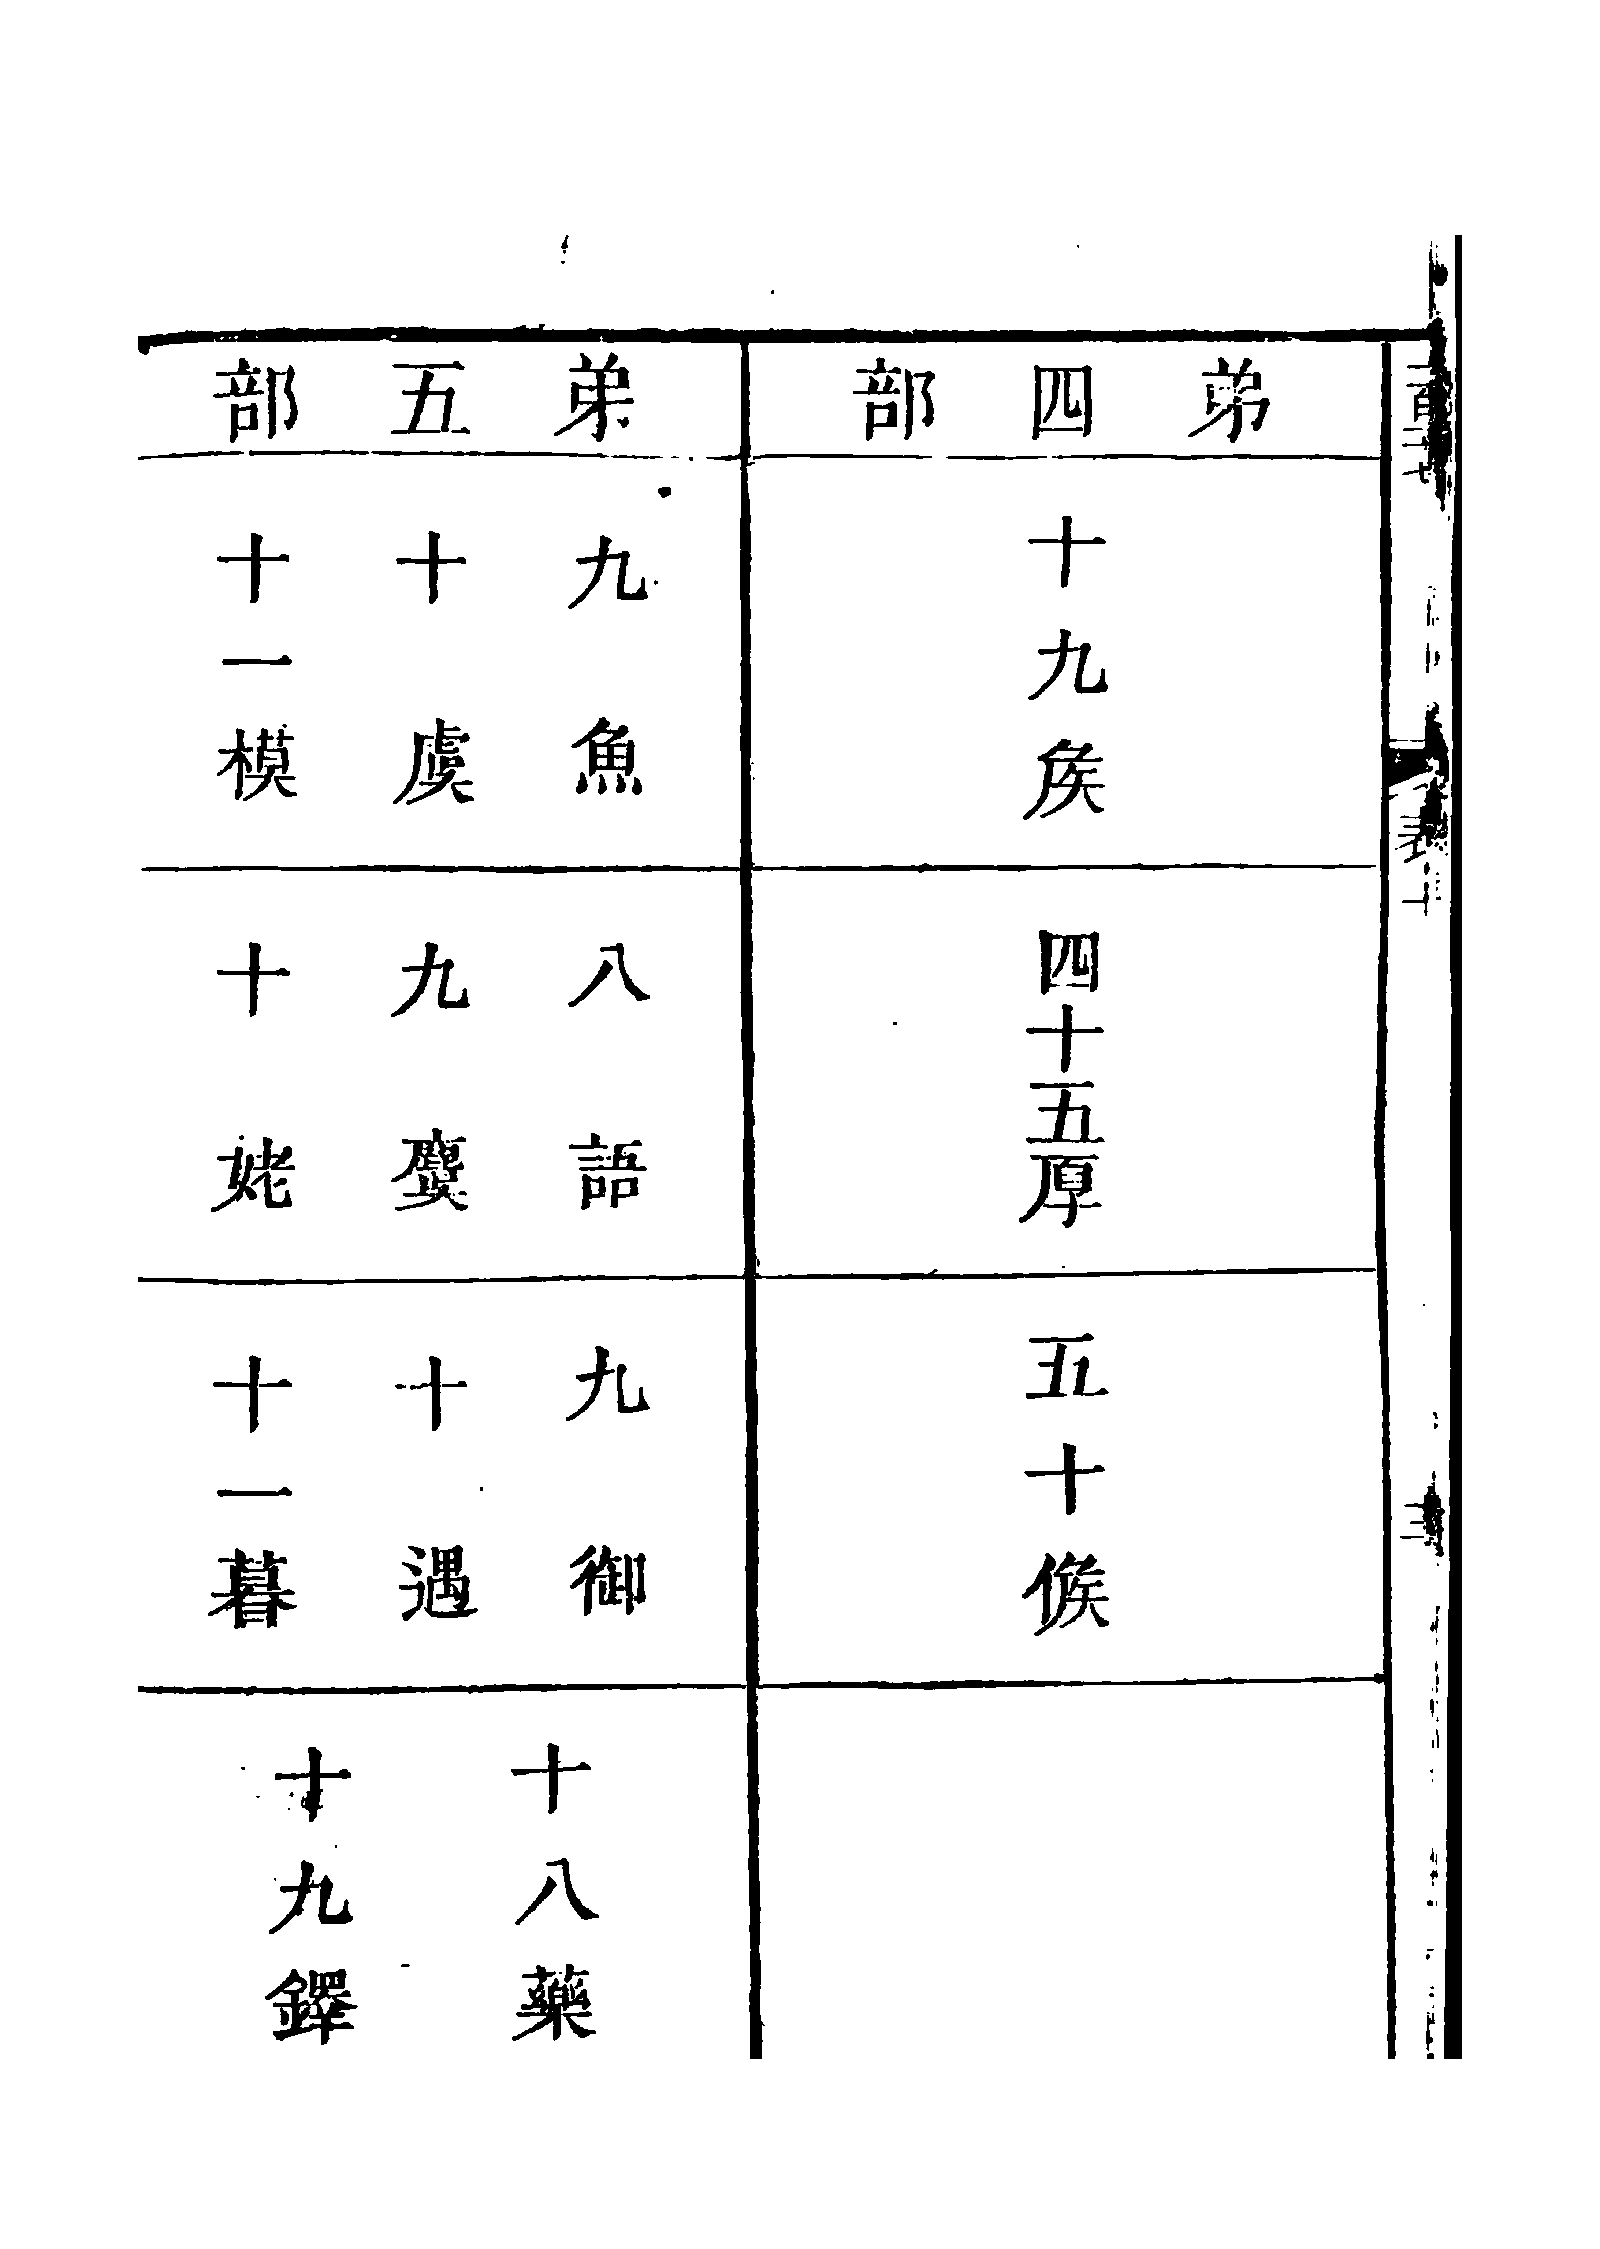 弟四部
十九矦
四十五厚
五十候
弟五部
九魚
十虞
十一模
八語
九麌
十姥
九御
十遇
十一暮
十八藥
十九鐸